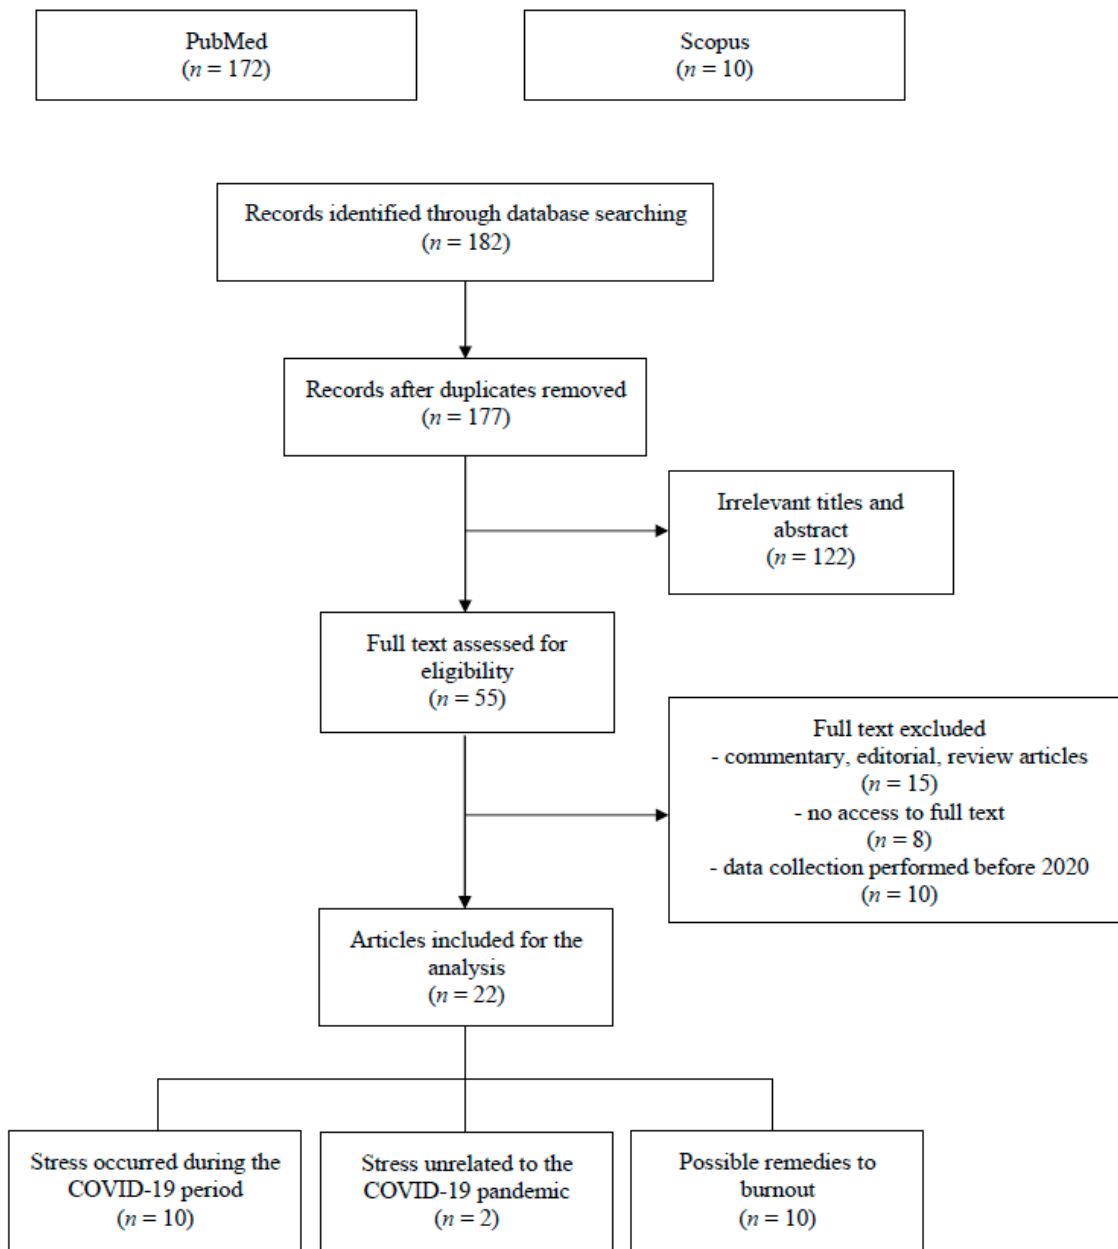 PubMed
(n = 172)
Scopus
(n = 10)
Records identified through database searching
(n = 182)
Records after duplicates removed
(n = 177)
Irrelevant titles and
abstract
(n = 122)
Full text assessed for
eligibility
(n = 55)
Full text excluded
- commentary, editorial, review articles
(n = 15)
- no access to full text
(n = 8)
- data collection performed before 2020
(n = 10)
Articles included for the
analysis
(n = 22)
Stress occurred during the
COVID-19 period
(n = 10)
Stress unrelated to the
COVID-19 pandemic
(n = 2)
Possible remedies to
burnout
(n = 10)